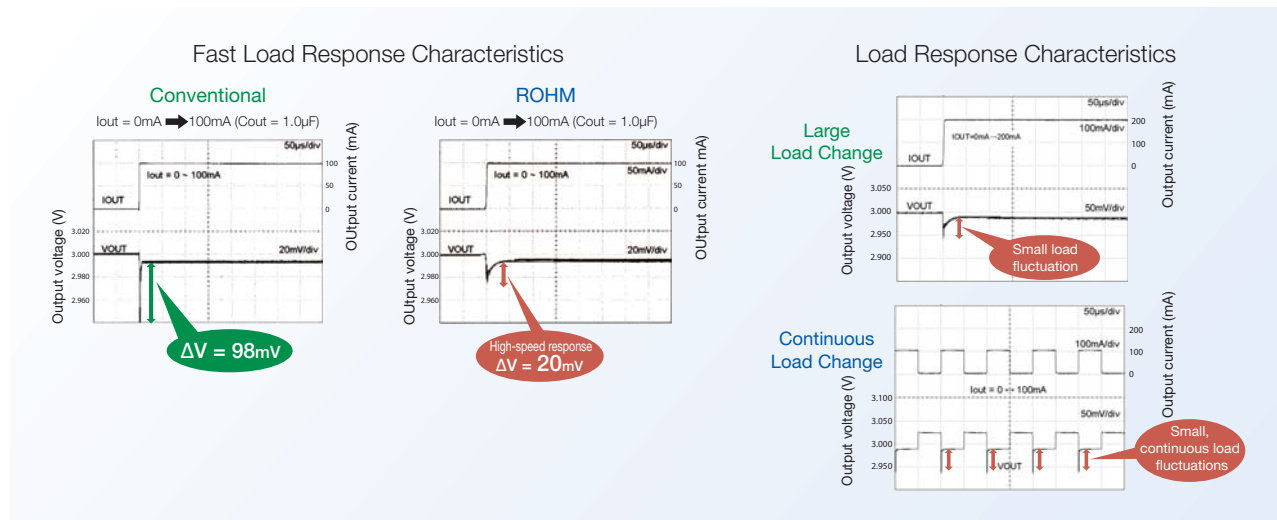 Fast Load Response Characteristics
Conventional
Iout = 0mA ➡ 100mA (Cout = 1.0µF)
50µs/div
Iout = 0 ~ 100mA
IOUT
100
50
0
OUtput current (mA)
Output voltage (V)
3.020
3.000
2.980
2.960
VOUT
20mV/div
ΔV = 98mV
ROHM
Iout = 0mA ➡ 100mA (Cout = 1.0µF)
50µs/div
50mA/div
Iout = 0 ~ 100mA
IOUT
100
50
0
OUtput current mA)
Output voltage (V)
3.020
3.000
2.980
2.960
VOUT
20mV/div
High-speed response
ΔV = 20mV
Load Response Characteristics
Large
Load Change
50µs/div
100mA/div
IOUT=0mA→200mA
IOUT
200
100
0
Output current (mA)
Output voltage (V)
3.050
3.000
2.950
2.900
VOUT
50mV/div
Small load
fluctuation
Continuous
Load Change
50µs/div
100mA/div
200
100
0
Output current (mA)
Iout = 0 ↔ 100mA
Output voltage (V)
3.100
3.050
3.000
2.950
50mV/div
VOUT
Small,
continuous load
fluctuations